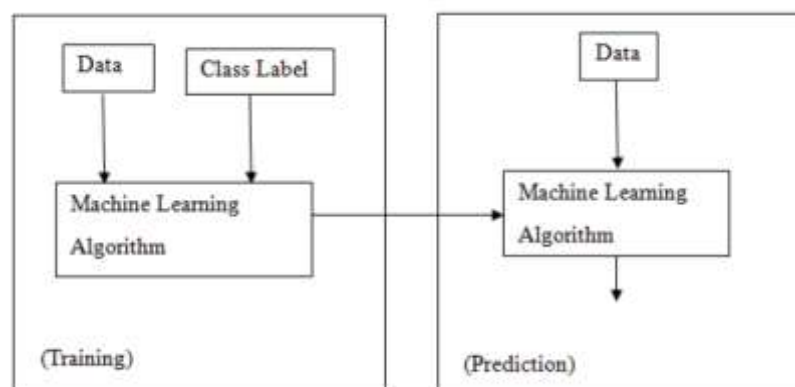 Data
Class Label
Machine Learning
Algorithm
(Training)
Data
Machine Learning
Algorithm
(Prediction)